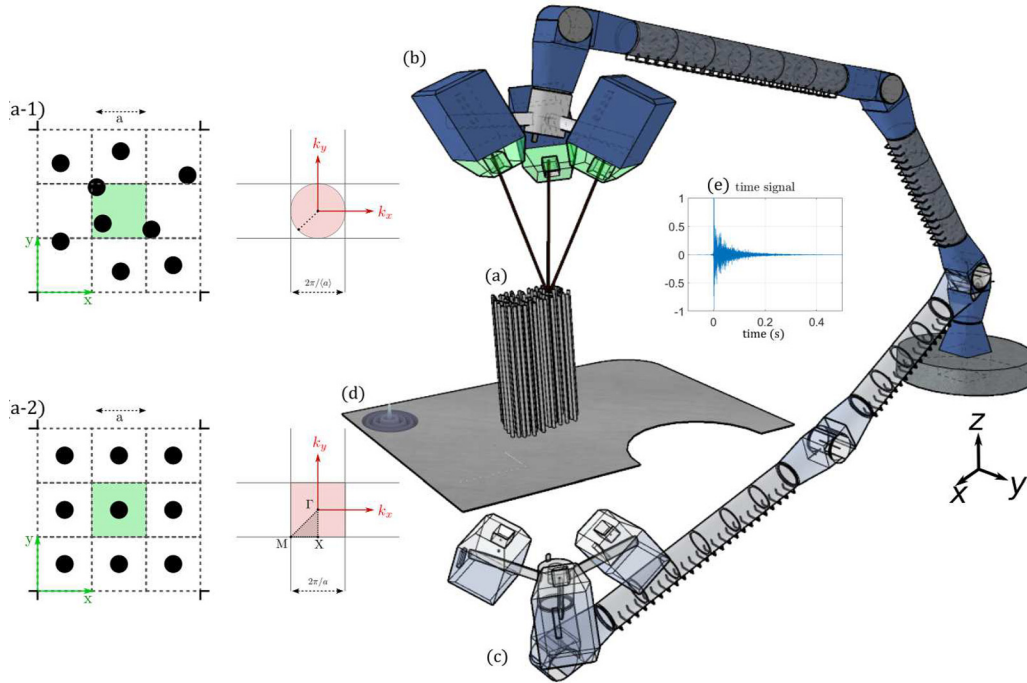 (b)
a-1)
a
k_y
k_x
(e) time signal
1
0.5
0
-0.5
-1
0
0.2
0.4
time (s)
(a)
y
x
2π/⟨a⟩
(d)
a-2)
a
k_y
Γ
k_x
z
x
y
y
M
X
x
2π/a
(c)